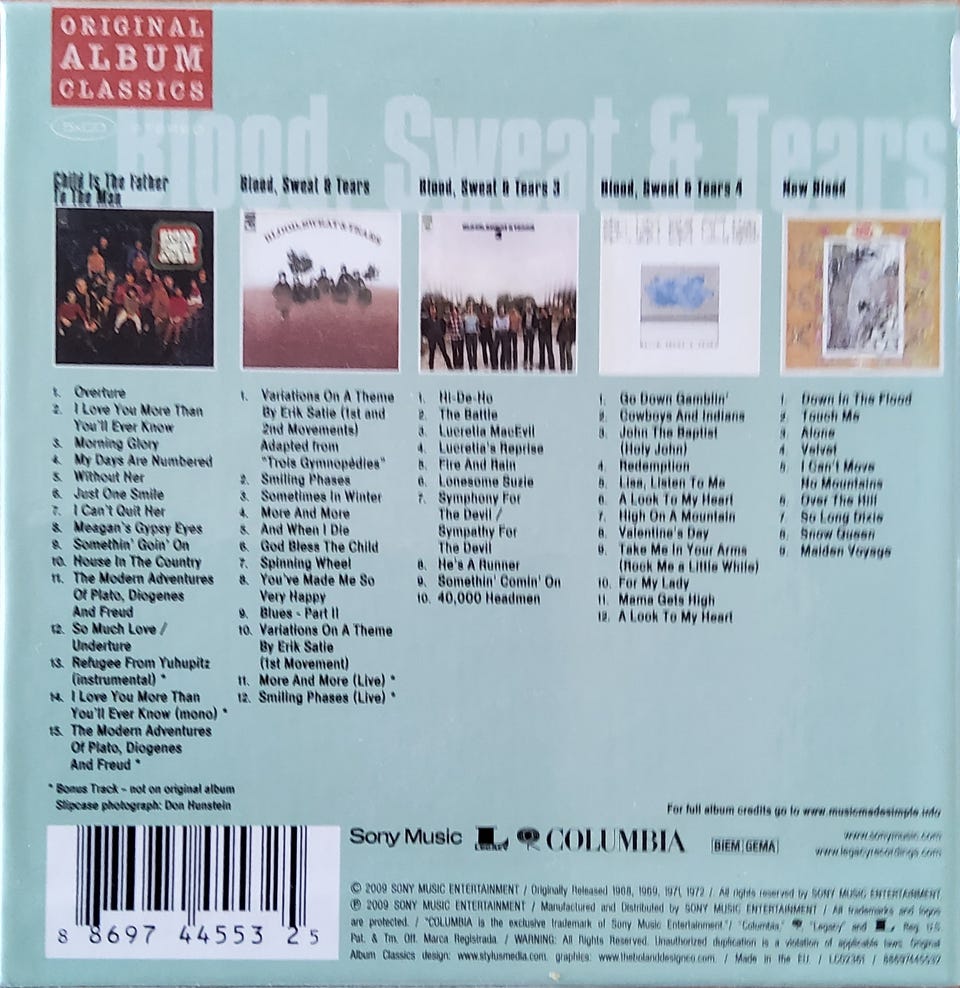 ORIGINAL
ALBUM
CLASSICS
5xCD STEREO
Blood, Sweat & Tears
Child Is The Father
To The Man
1. Overture
2. I Love You More Than
You'll Ever Know
3. Morning Glory
4. My Days Are Numbered
5. Without Her
6. Just One Smile
7. I Can't Quit Her
8. Meagan's Gypsy Eyes
9. Somethin' Goin' On
10. House In The Country
11. The Modern Adventures
Of Plato, Diogenes
And Freud
12. So Much Love /
Underture
13. Refugee From Yuhupitz
(instrumental) *
14. I Love You More Than
You'll Ever Know (mono) *
15. The Modern Adventures
Of Plato, Diogenes
And Freud *
Blood, Sweat & Tears
BLOOD, SWEAT & TEARS
1. Variations On A Theme
By Erik Satie (1st and
2nd Movements)
Adapted from
"Trois Gymnopédies"
2. Smiling Phases
3. Sometimes In Winter
4. More And More
5. And When I Die
6. God Bless The Child
7. Spinning Wheel
8. You've Made Me So
Very Happy
9. Blues - Part II
10. Variations On A Theme
By Erik Satie
(1st Movement)
11. More And More (Live) *
12. Smiling Phases (Live) *
Blood, Sweat & Tears 3
BLOOD, SWEAT & TEARS
3
1. Hi-De-Ho
2. The Battle
3. Lucretia MacEvil
4. Lucretia's Reprise
5. Fire And Rain
6. Lonesome Suzie
7. Symphony For
The Devil /
Sympathy For
The Devil
8. He's A Runner
9. Somethin' Comin' On
10. 40,000 Headmen
Blood, Sweat & Tears 4
1. Go Down Gamblin'
2. Cowboys And Indians
3. John The Baptist
(Holy John)
4. Redemption
5. Lisa, Listen To Me
6. A Look To My Heart
7. High On A Mountain
8. Valentine's Day
9. Take Me In Your Arms
(Rock Me a Little While)
10. For My Lady
11. Mama Gets High
12. A Look To My Heart
New Blood
1. Down In The Flood
2. Touch Me
3. Alone
4. Velvet
5. I Can't Move
No Mountains
6. Over The Hill
7. So Long Dixie
8. Snow Queen
9. Maiden Voyage
* Bonus Track - not on original album
Slipcase photograph: Don Hunstein
For full album credits go to www.musicmadesimple.info
Sony Music COLUMBIA BIEM GEMA
www.sonymusic.com
www.legacyrecordings.com
8 8697 44553 2 5
© 2009 SONY MUSIC ENTERTAINMENT / Originally Released 1968, 1969, 1971, 1972 / All rights reserved by SONY MUSIC ENTERTAINMENT
℗ 2009 SONY MUSIC ENTERTAINMENT / Manufactured and Distributed by SONY MUSIC ENTERTAINMENT / All trademarks and logos
are protected. / "COLUMBIA is the exclusive trademark of Sony Music Entertainment."/ "Columbia," "Legacy" and Reg. U.S.
Pat. & Tm. Off. Marca Registrada. / WARNING: All Rights Reserved. Unauthorized duplication is a violation of applicable laws. Original
Album Classics design: www.stylusmedia.com. graphics: www.thebolanddesignco.com. / Made in the EU. / LC02361 / 88697445532